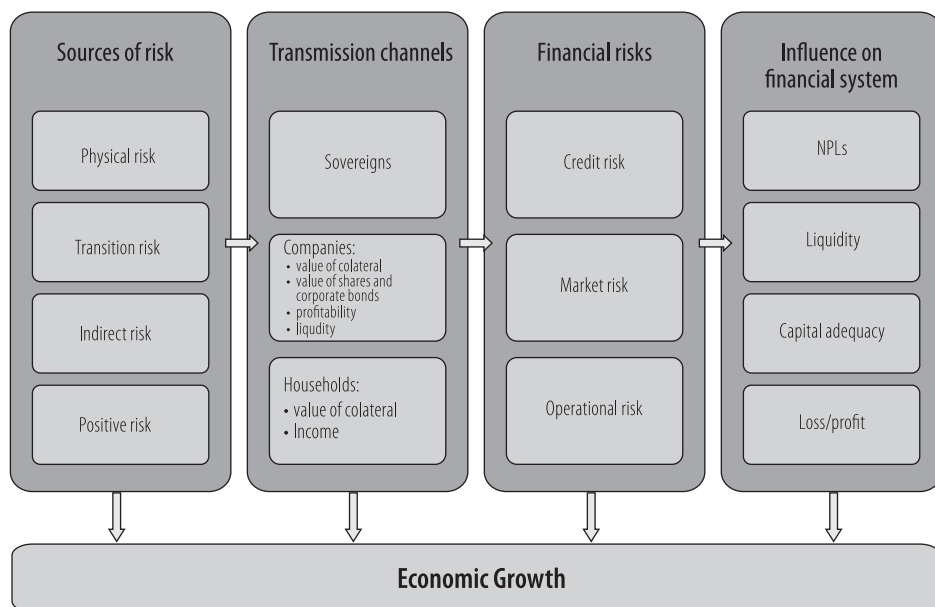 Sources of risk
Physical risk
Transition risk
Indirect risk
Positive risk
Transmission channels
Sovereigns
Companies:
• value of colateral
• value of shares and
corporate bonds
• profitability
• liqudity
Households:
• value of colateral
• Income
Financial risks
Credit risk
Market risk
Operational risk
Influence on
financial system
NPLs
Liquidity
Capital adequacy
Loss/profit
Economic Growth